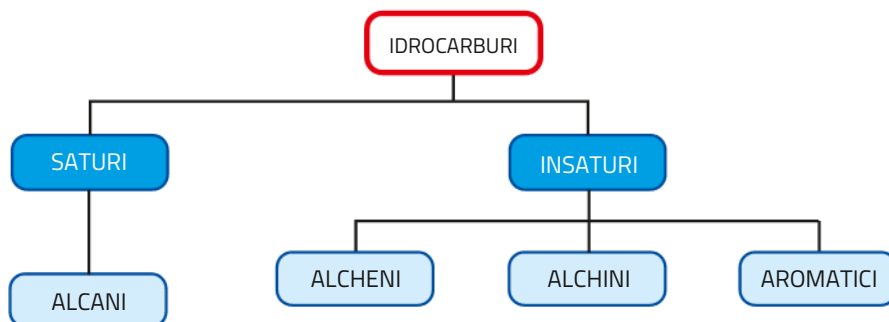 IDROCARBURI
SATURI
INSATURI
ALCANI
ALCHENI
ALCHINI
AROMATICI